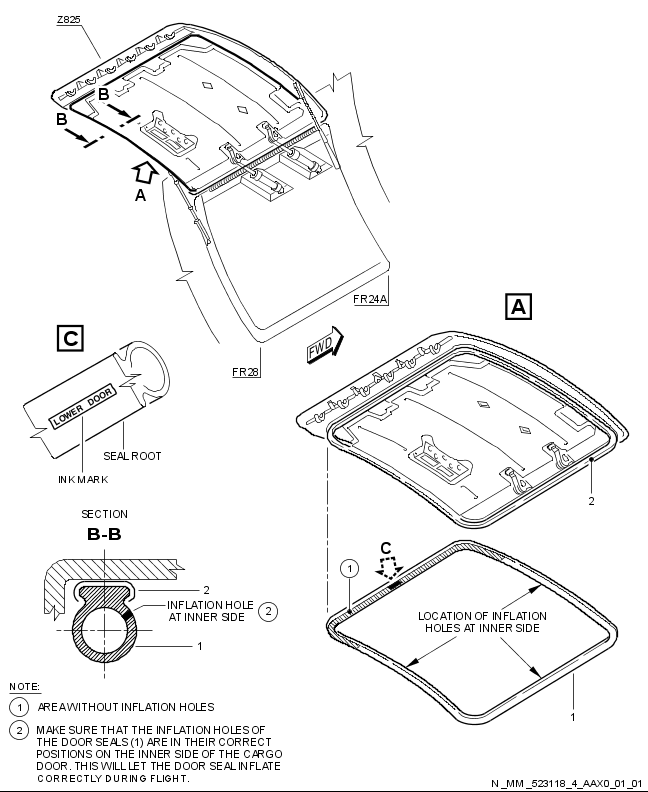 Z825
B
B
A
FR24A
FR28
FWD
A
C
LOWER DOOR
SEAL ROOT
INK MARK
2
SECTION
B-B
2
INFLATION HOLE
AT INNER SIDE
2
1
C
1
LOCATION OF INFLATION
HOLES AT INNER SIDE
1
NOTE:
1 AREA WITHOUT INFLATION HOLES
2 MAKE SURE THAT THE INFLATION HOLES OF
THE DOOR SEALS (1) ARE IN THEIR CORRECT
POSITIONS ON THE INNER SIDE OF THE CARGO
DOOR. THIS WILL LET THE DOOR SEAL INFLATE
CORRECTLY DURING FLIGHT.
N_MM_523118_4_AAX0_01_01